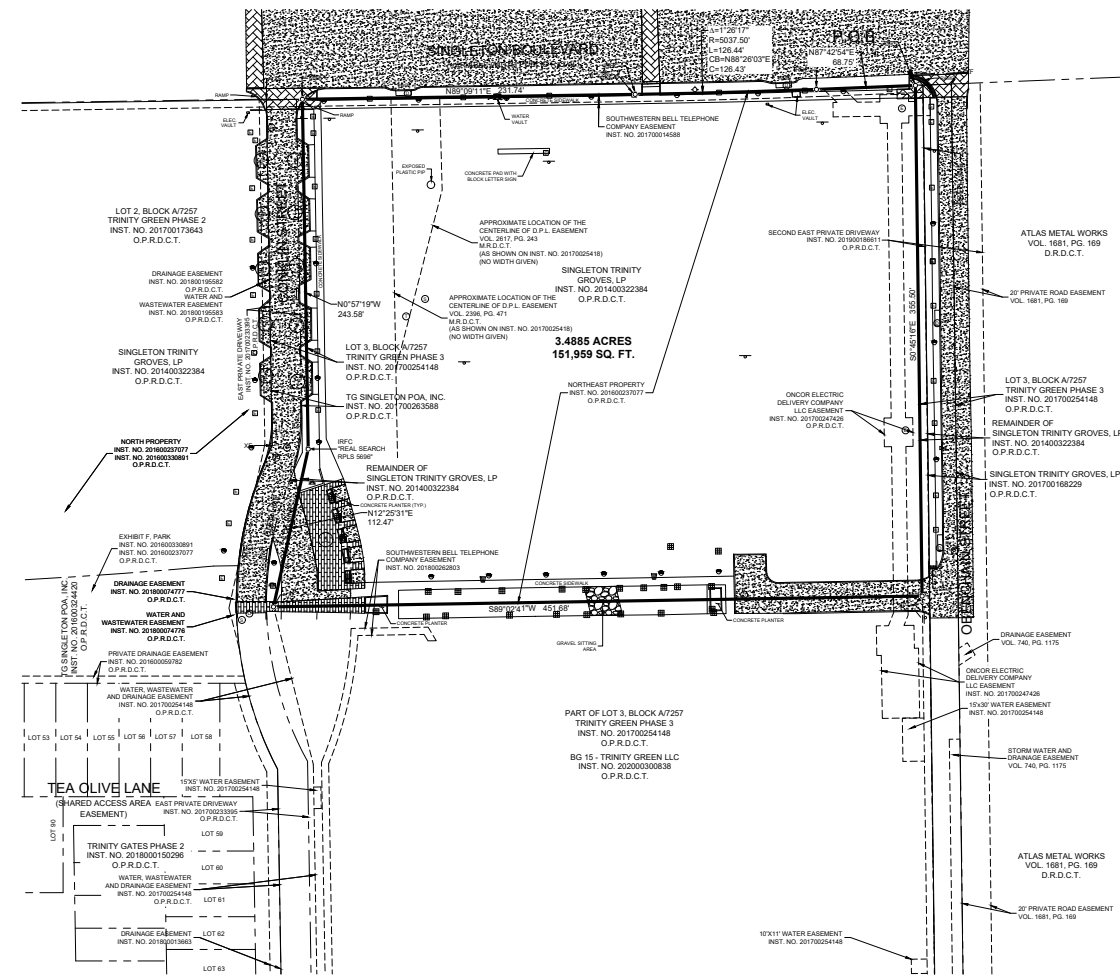 SINGLETON BOULEVARD
Δ=1°26'17"
R=5037.50'
L=126.44'
CB=N88°26'03"E
C=126.43'
P.O.B.
N87°42'54"E
68.75'
N89°09'11"E 231.74'
CONCRETE SIDEWALK
RAMP
ELEC.
VAULT
RAMP
WATER
VAULT
SOUTHWESTERN BELL TELEPHONE
COMPANY EASEMENT
INST. NO. 201700014588
ELEC.
VAULT
EXPOSED
PLASTIC PIP
CONCRETE PAD WITH
BLOCK LETTER SIGN
LOT 2, BLOCK A/7257
TRINITY GREEN PHASE 2
INST. NO. 201700173643
O.P.R.D.C.T.
APPROXIMATE LOCATION OF THE
CENTERLINE OF D.P.L. EASEMENT
VOL. 2617, PG. 243
M.R.D.C.T.
(AS SHOWN ON INST. NO. 20170025418)
(NO WIDTH GIVEN)
SECOND EAST PRIVATE DRIVEWAY
INST. NO. 201900186611
O.P.R.D.C.T.
ATLAS METAL WORKS
VOL. 1681, PG. 169
D.R.D.C.T.
DRAINAGE EASEMENT
INST. NO. 201800195582
O.P.R.D.C.T.
WATER AND
WASTEWATER EASEMENT
INST. NO. 201800195583
O.P.R.D.C.T.
CONCRETE SIDEWALK
SINGLETON TRINITY
GROVES, LP
INST. NO. 201400322384
O.P.R.D.C.T.
N0°57'19"W
243.58'
APPROXIMATE LOCATION OF THE
CENTERLINE OF D.P.L. EASEMENT
VOL. 2396, PG. 471
M.R.D.C.T.
(AS SHOWN ON INST. NO. 20170025418)
(NO WIDTH GIVEN)
20' PRIVATE ROAD EASEMENT
VOL. 1681, PG. 169
S0°45'16"E 355.50'
3.4885 ACRES
151,959 SQ. FT.
EAST PRIVATE DRIVEWAY
INST. NO. 201700233395
O.P.R.D.C.T.
SINGLETON TRINITY
GROVES, LP
INST. NO. 201400322384
O.P.R.D.C.T.
LOT 3, BLOCK A/7257
TRINITY GREEN PHASE 3
INST. NO. 201700254148
O.P.R.D.C.T.
TG SINGLETON POA, INC.
INST. NO. 201700263588
O.P.R.D.C.T.
NORTHEAST PROPERTY
INST. NO. 201600237077
O.P.R.D.C.T.
ONCOR ELECTRIC
DELIVERY COMPANY
LLC EASEMENT
INST. NO. 201700247426
O.P.R.D.C.T.
LOT 3, BLOCK A/7257
TRINITY GREEN PHASE 3
INST. NO. 201700254148
O.P.R.D.C.T.
REMAINDER OF
SINGLETON TRINITY GROVES, LP
INST. NO. 201400322384
O.P.R.D.C.T.
SINGLETON TRINITY GROVES, LP
INST. NO. 201700168229
O.P.R.D.C.T.
NORTH PROPERTY
INST. NO. 201600237077
INST. NO. 201600330891
O.P.R.D.C.T.
IRFC
"REAL SEARCH
RPLS 5696"
REMAINDER OF
SINGLETON TRINITY GROVES, LP
INST. NO. 201400322384
O.P.R.D.C.T.
CONCRETE PLANTER (TYP.)
N12°25'31"E
112.47'
EXHIBIT F, PARK
INST. NO. 201600330891
INST. NO. 201600237077
O.P.R.D.C.T.
SOUTHWESTERN BELL TELEPHONE
COMPANY EASEMENT
INST. NO. 201800262803
DRAINAGE EASEMENT
INST. NO. 201800074777
O.P.R.D.C.T.
WATER AND
WASTEWATER EASEMENT
INST. NO. 201800074776
O.P.R.D.C.T.
TG SINGLETON POA, INC.
INST. NO. 201600324420
O.P.R.D.C.T.
CONCRETE SIDEWALK
S89°02'41"W 451.68'
CONCRETE PLANTER
CONCRETE PLANTER
GRAVEL SITTING
AREA
PRIVATE DRAINAGE EASEMENT
INST. NO. 201600059782
O.P.R.D.C.T.
DRAINAGE EASEMENT
VOL. 740, PG. 1175
ONCOR ELECTRIC
DELIVERY COMPANY
LLC EASEMENT
INST. NO. 201700247426
15'x30' WATER EASEMENT
INST. NO. 201700254148
WATER, WASTEWATER
AND DRAINAGE EASEMENT
INST. NO. 201700254148
O.P.R.D.C.T.
LOT 53
LOT 54
LOT 55
LOT 56
LOT 57
LOT 58
PART OF LOT 3, BLOCK A/7257
TRINITY GREEN PHASE 3
INST. NO. 201700254148
O.P.R.D.C.T.
BG 15 - TRINITY GREEN LLC
INST. NO. 202000300838
O.P.R.D.C.T.
STORM WATER AND
DRAINAGE EASEMENT
VOL. 740, PG. 1175
TEA OLIVE LANE
(SHARED ACCESS AREA
EASEMENT)
15'X5' WATER EASEMENT
INST. NO. 201700254148
EAST PRIVATE DRIVEWAY
INST. NO. 201700233395
O.P.R.D.C.T.
LOT 90
LOT 59
TRINITY GATES PHASE 2
INST. NO. 2018000150296
O.P.R.D.C.T.
LOT 60
WATER, WASTEWATER
AND DRAINAGE EASEMENT
INST. NO. 201700254148
O.P.R.D.C.T.
LOT 61
ATLAS METAL WORKS
VOL. 1681, PG. 169
D.R.D.C.T.
20' PRIVATE ROAD EASEMENT
VOL. 1681, PG. 169
DRAINAGE EASEMENT
INST. NO. 201800013663
LOT 62
LOT 63
10'X11' WATER EASEMENT
INST. NO. 201700254148